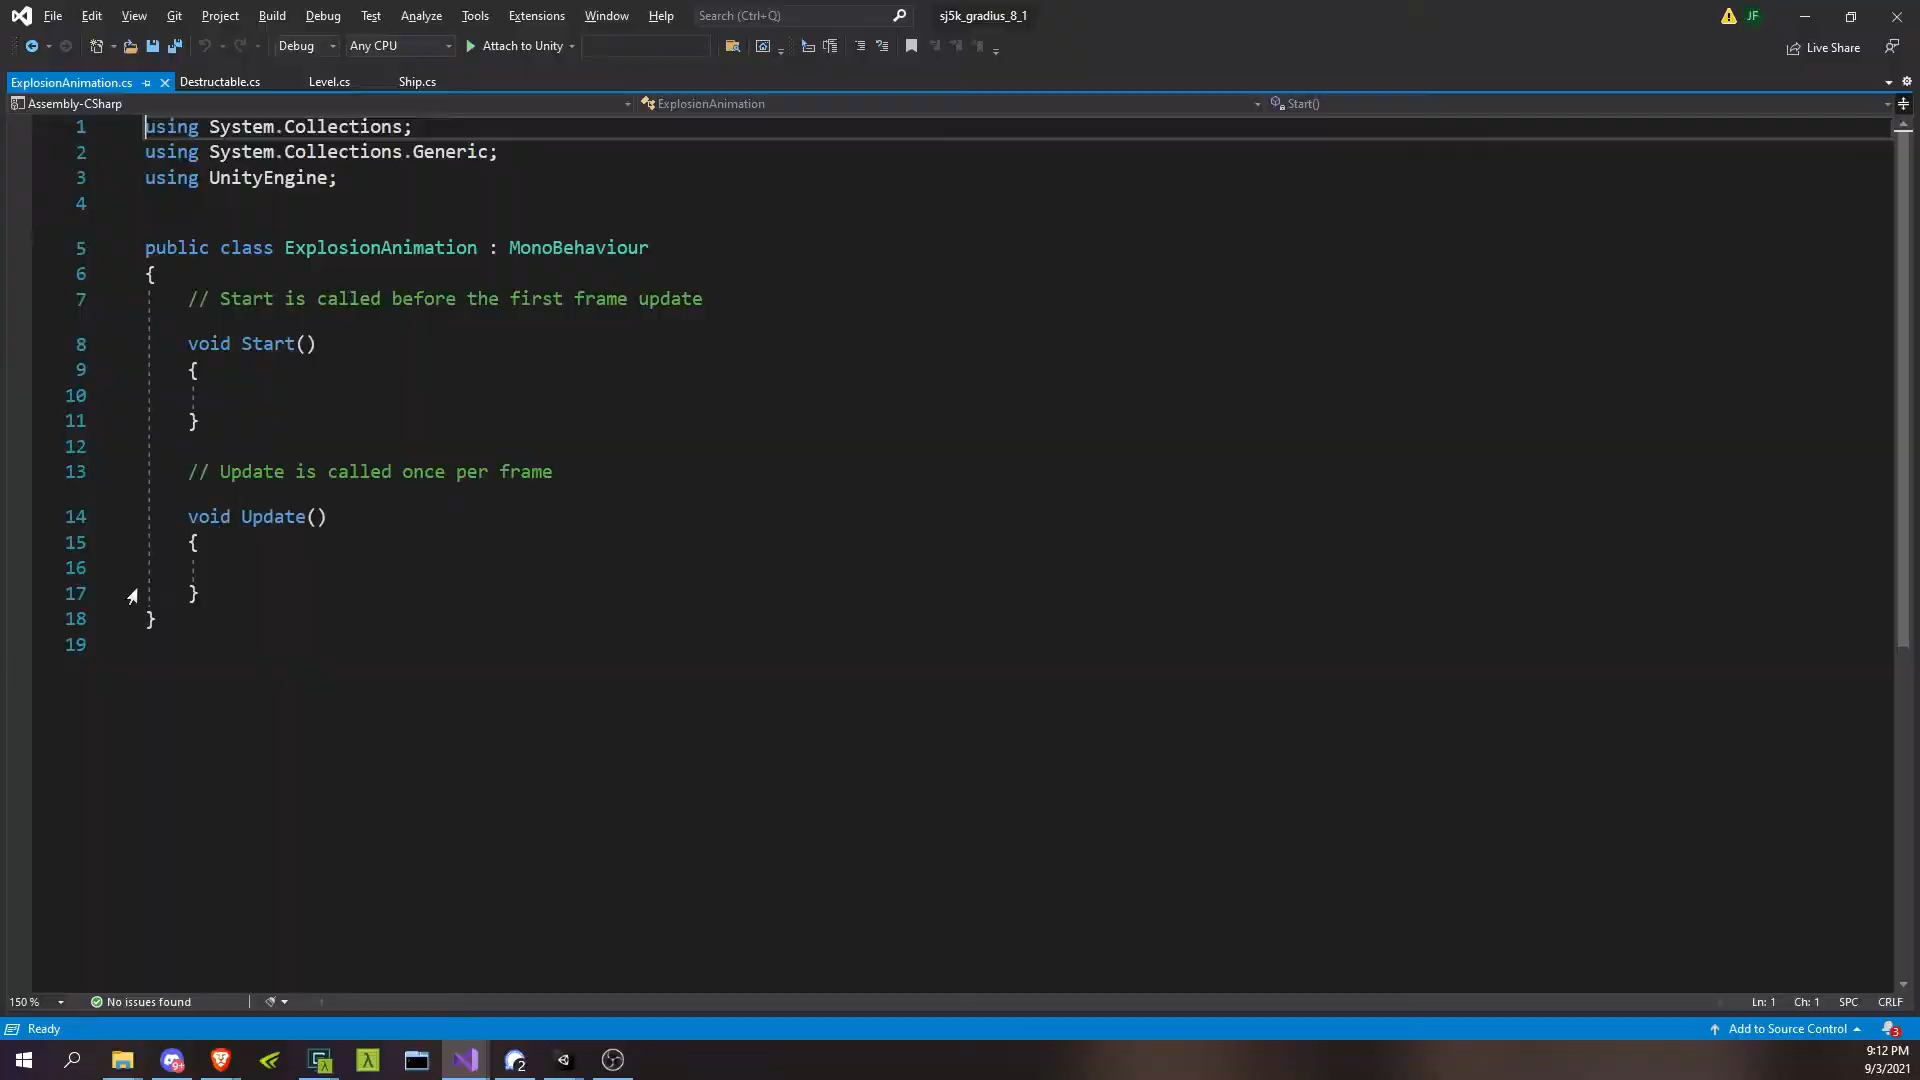 File Edit View Git Project Build Debug Test Analyze Tools Extensions Window Help Search (Ctrl+Q) sj5k_gradius_8_1 JF
Debug Any CPU Attach to Unity Live Share
ExplosionAnimation.cs Destructable.cs Level.cs Ship.cs
Assembly-CSharp ExplosionAnimation Start()
1 using System.Collections;
2 using System.Collections.Generic;
3 using UnityEngine;
4
5 public class ExplosionAnimation : MonoBehaviour
6 {
7 // Start is called before the first frame update
8 void Start()
9 {
10
11 }
12
13 // Update is called once per frame
14 void Update()
15 {
16
17 }
18 }
19
150 % No issues found Ln: 1 Ch: 1 SPC CRLF
Ready Add to Source Control 3
9+ λ λ 2
9:12 PM
9/3/2021